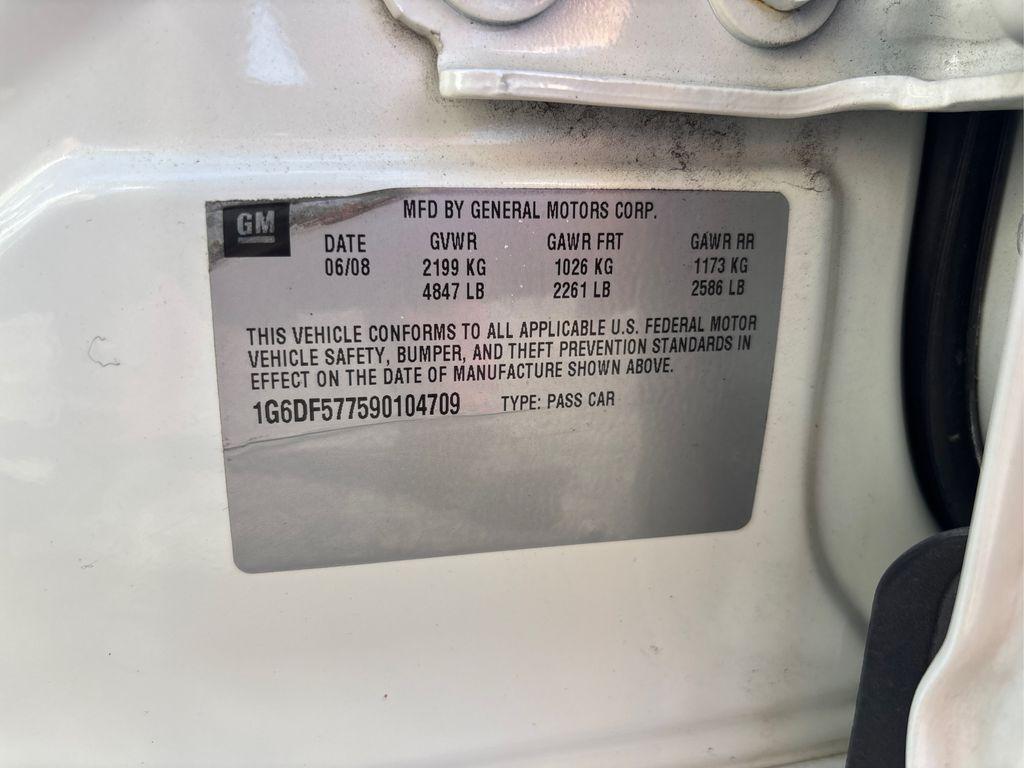 GM
MFD BY GENERAL MOTORS CORP.
DATE GVWR GAWR FRT GAWR RR
06/08 2199 KG 1026 KG 1173 KG
4847 LB 2261 LB 2586 LB
THIS VEHICLE CONFORMS TO ALL APPLICABLE U.S. FEDERAL MOTOR
VEHICLE SAFETY, BUMPER, AND THEFT PREVENTION STANDARDS IN
EFFECT ON THE DATE OF MANUFACTURE SHOWN ABOVE.
1G6DF577590104709 TYPE: PASS CAR